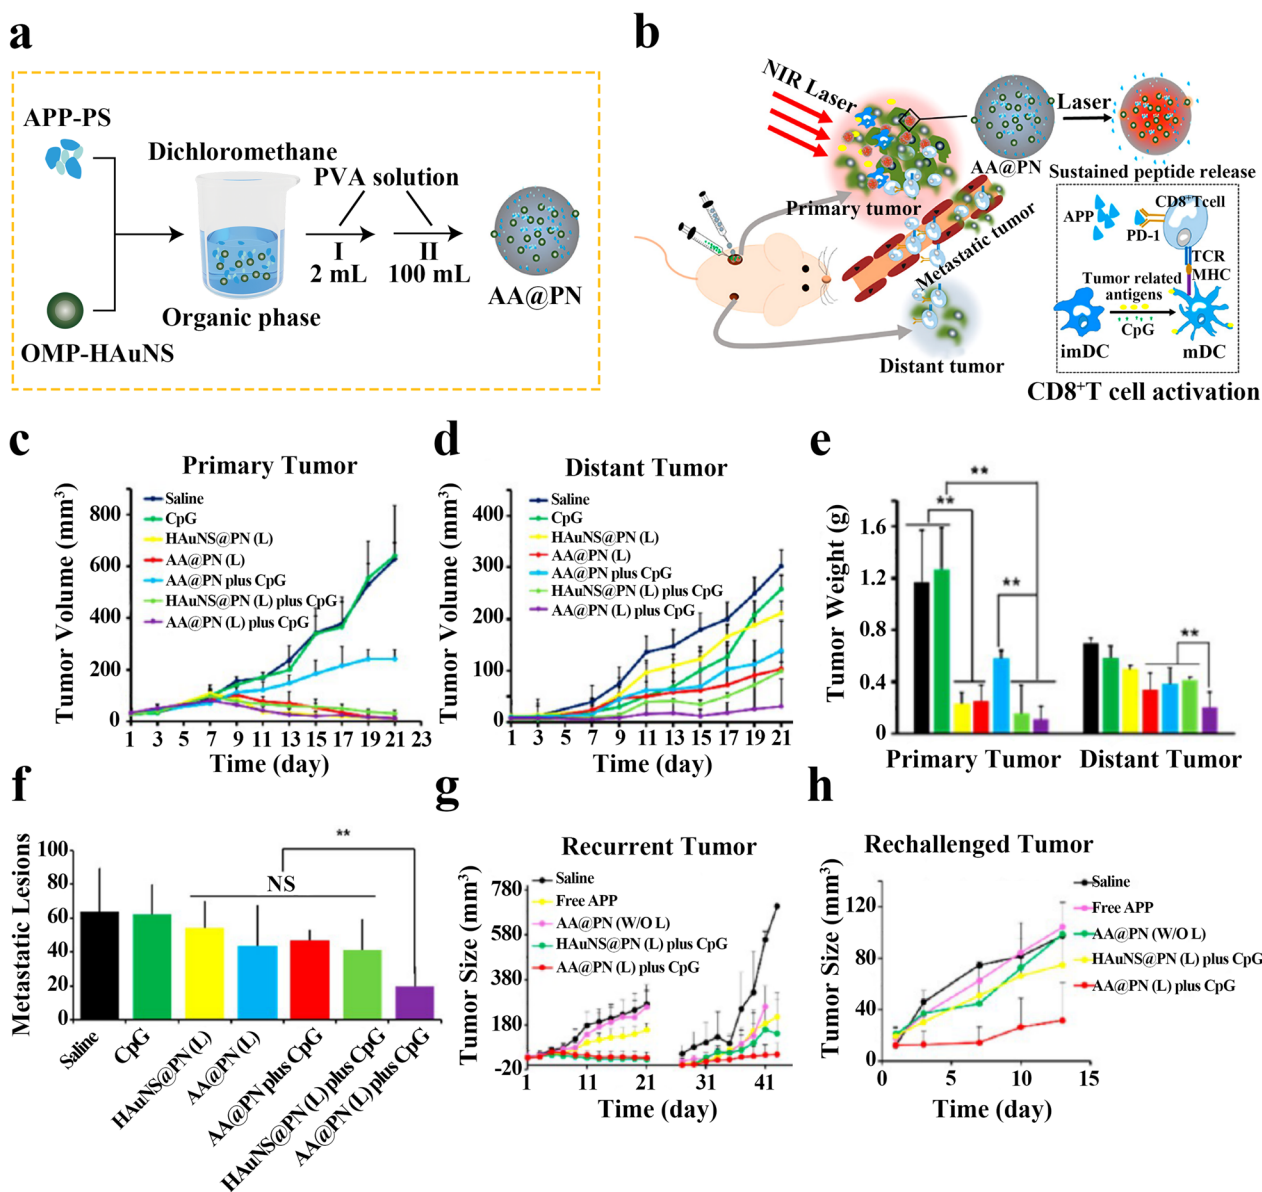 a
APP-PS
Dichloromethane
PVA solution
I
II
2 mL
100 mL
AA@PN
Organic phase
OMP-HAuNS
b
NIR Laser
Laser
AA@PN
Sustained peptide release
Primary tumor
Metastatic tumor
Distant tumor
APP
PD-1
CD8+Tcell
TCR
MHC
Tumor related
antigens
CpG
imDC
mDC
CD8+T cell activation
c
Primary Tumor
Tumor Volume (mm3)
800
600
400
200
0
Saline
CpG
HAuNS@PN (L)
AA@PN (L)
AA@PN plus CpG
HAuNS@PN (L) plus CpG
AA@PN (L) plus CpG
1 3 5 7 9 11 13 15 17 19 21 23
Time (day)
d
Distant Tumor
Tumor Volume (mm3)
400
300
200
100
0
Saline
CpG
HAuNS@PN (L)
AA@PN (L)
AA@PN plus CpG
HAuNS@PN (L) plus CpG
AA@PN (L) plus CpG
1 3 5 7 9 11 13 15 17 19 21
Time (day)
e
Tumor Weight (g)
1.6
1.2
0.8
0.4
0
**
**
**
**
Primary Tumor
Distant Tumor
f
Metastatic Lesions
100
80
60
40
20
0
**
NS
Saline
CpG
HAuNS@PN (L)
AA@PN (L)
AA@PN plus CpG
HAuNS@PN (L) plus CpG
AA@PN (L) plus CpG
g
Recurrent Tumor
Tumor Size (mm3)
780
580
380
180
-20
Saline
Free APP
AA@PN (W/O L)
HAuNS@PN (L) plus CpG
AA@PN (L) plus CpG
1 11 21 31 41
Time (day)
h
Rechallenged Tumor
Tumor Size (mm3)
120
80
40
0
Saline
Free APP
AA@PN (W/O L)
HAuNS@PN (L) plus CpG
AA@PN (L) plus CpG
0 5 10 15
Time (day)